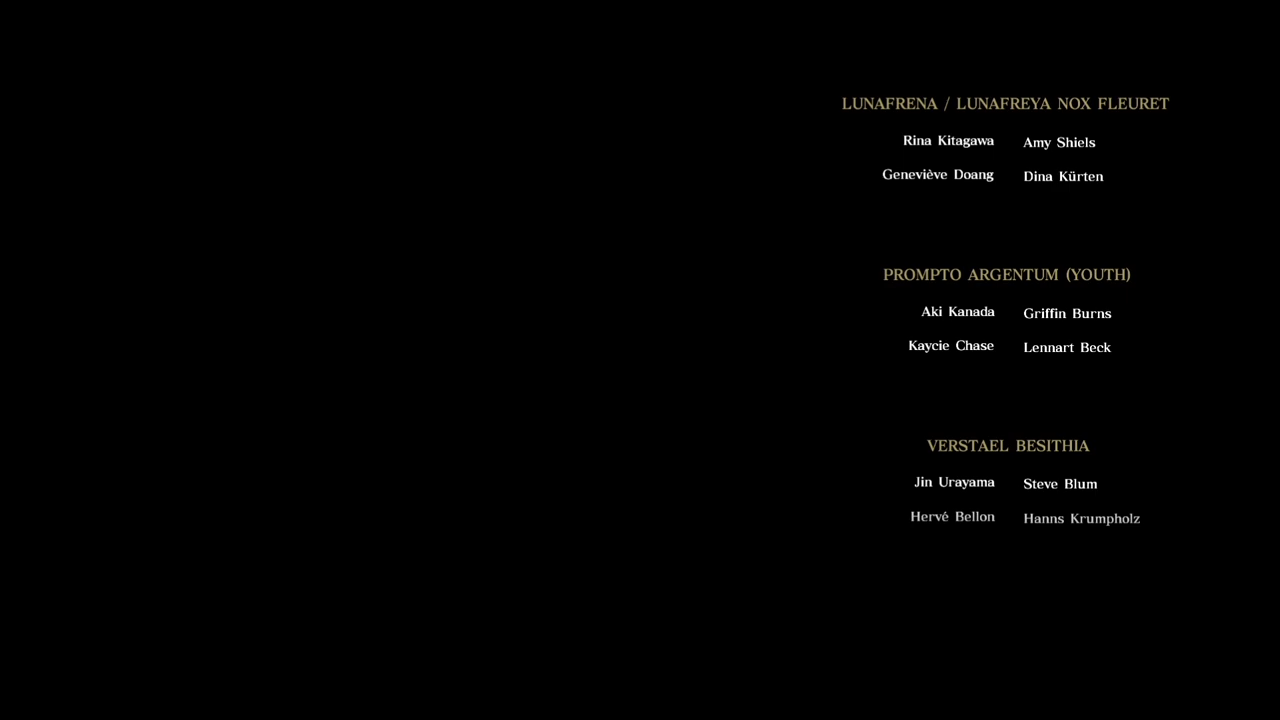 LUNAFRENA / LUNAFREYA NOX FLEURET
Rina Kitagawa Amy Shiels
Geneviève Doang Dina Kürten
PROMPTO ARGENTUM (YOUTH)
Aki Kanada Griffin Burns
Kaycie Chase Lennart Beck
VERSTAEL BESITHIA
Jin Urayama Steve Blum
Hervé Bellon Hanns Krumpholz